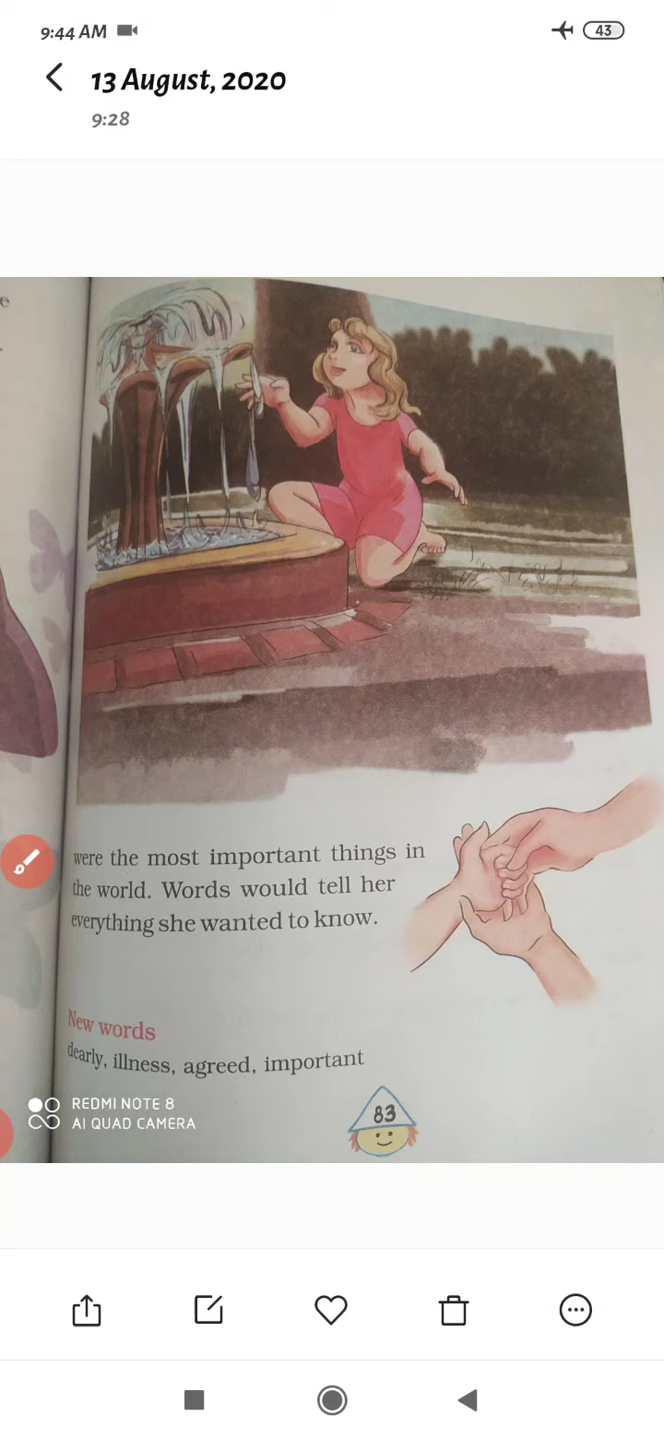 9:44 AM
43
13 August, 2020
9:28
e
were the most important things in
the world. Words would tell her
everything she wanted to know.
New words
dearly, illness, agreed, important
REDMI NOTE 8
AI QUAD CAMERA
83